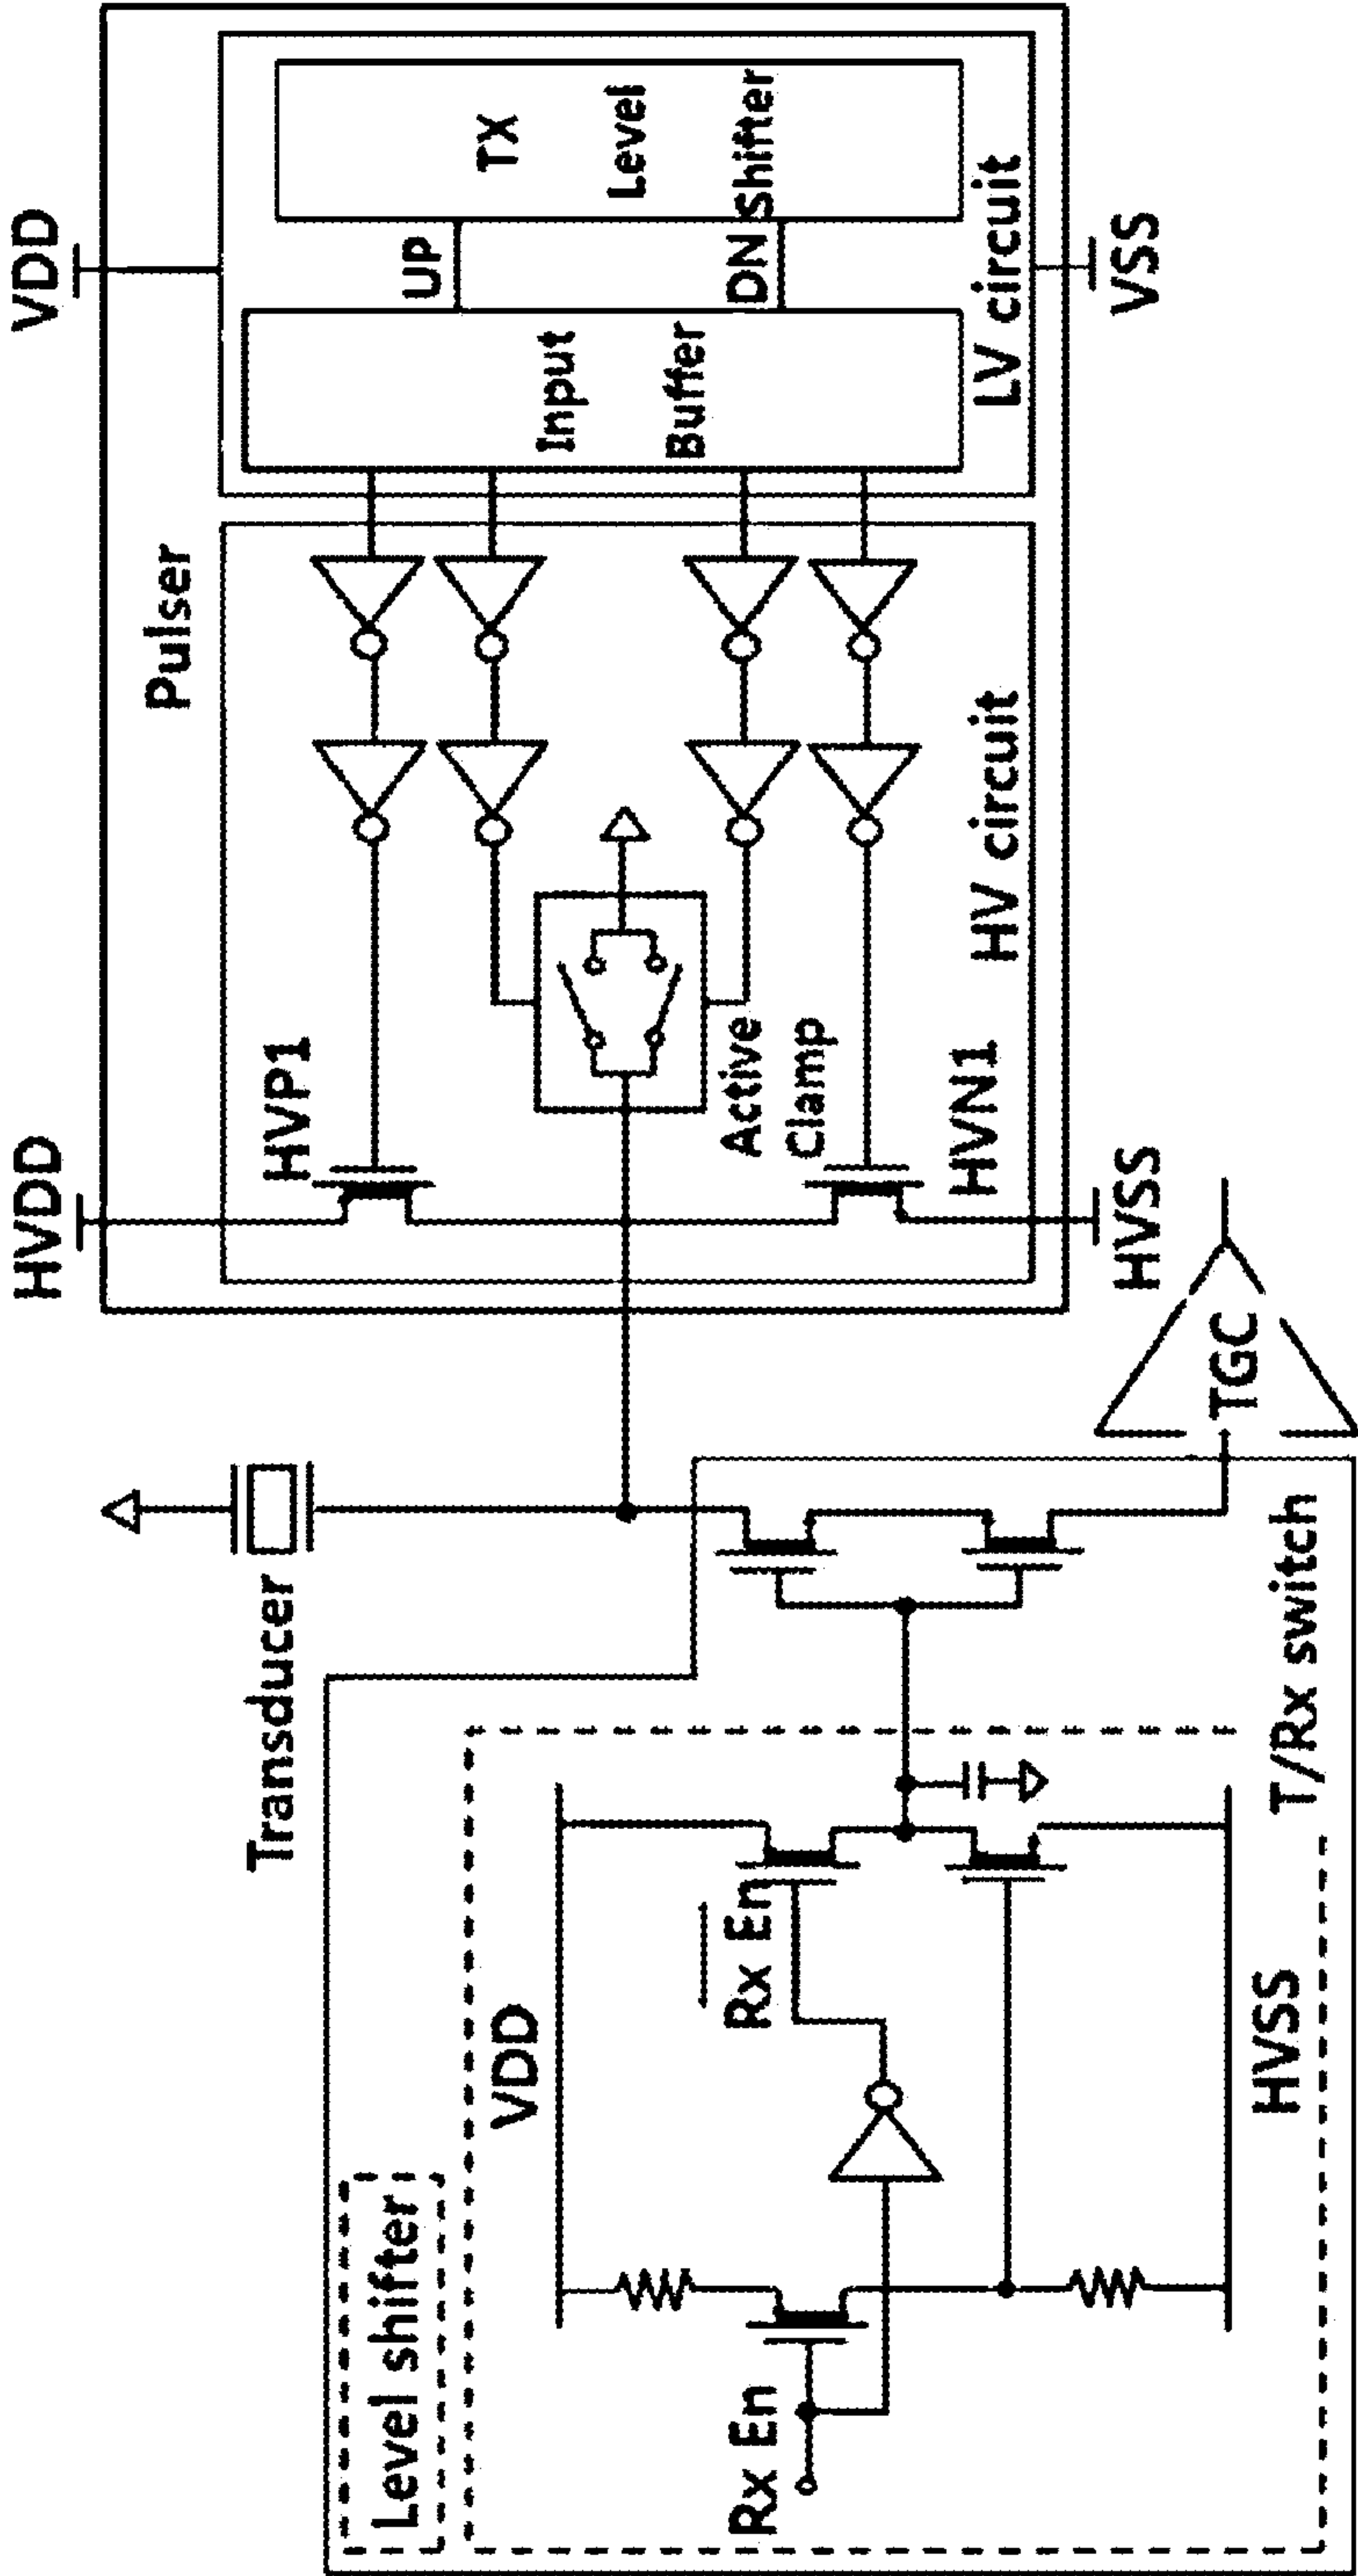 Level shifter
Rx En
VDD
Rx En
HVSS
T/Rx switch
Transducer
TGC
HVDD
HVSS
Pulser
HVP1
Active
Clamp
HVN1
HV circuit
VDD
VSS
Input
Buffer
UP
DN
TX
Level
Shifter
LV circuit